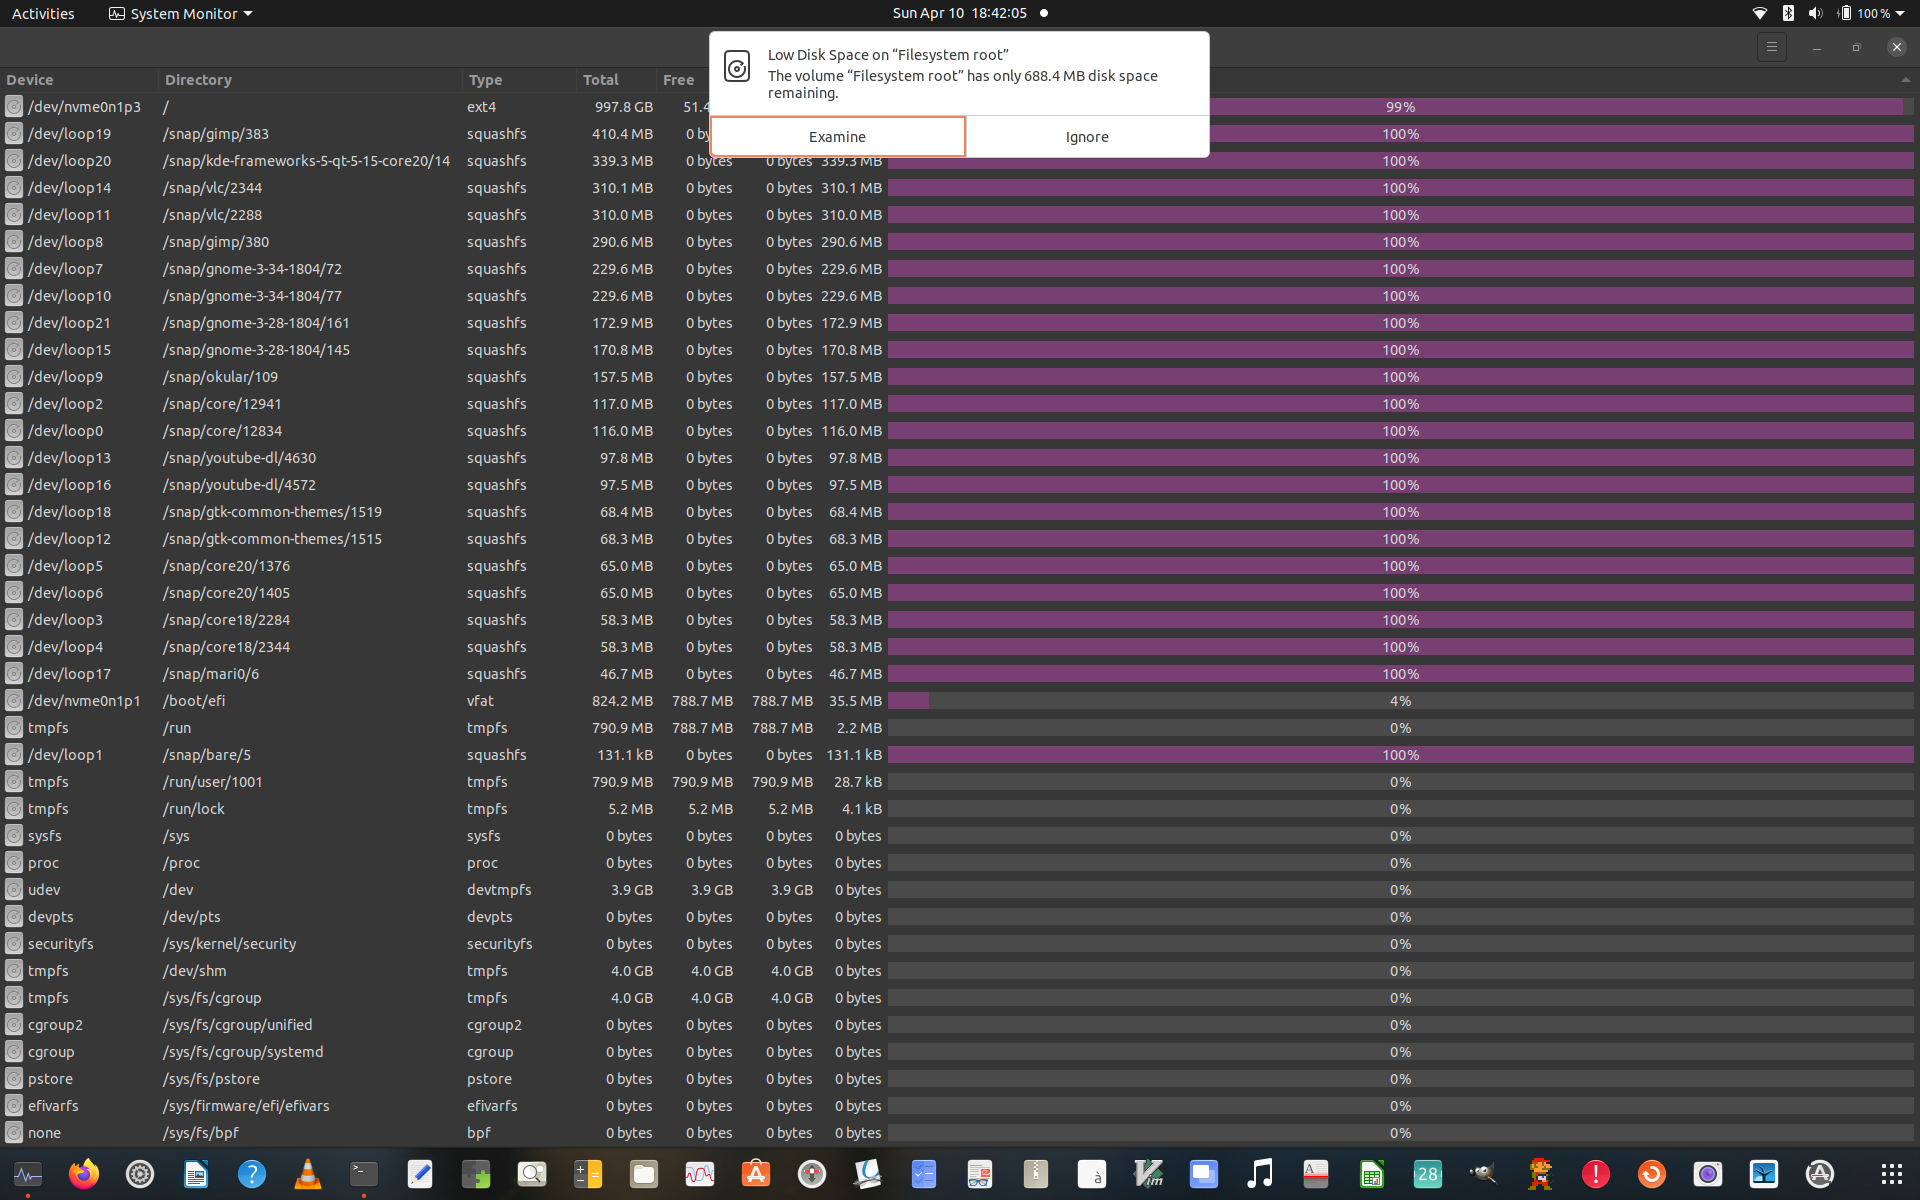 Activities System Monitor Sun Apr 10 18:42:05 100 %
Low Disk Space on “Filesystem root”
The volume “Filesystem root” has only 688.4 MB disk space
remaining.
Examine Ignore
Device Directory Type Total Free
/dev/nvme0n1p3 / ext4 997.8 GB 51.4 99%
/dev/loop19 /snap/gimp/383 squashfs 410.4 MB 0 by 100%
/dev/loop20 /snap/kde-frameworks-5-qt-5-15-core20/14 squashfs 339.3 MB 0 bytes 0 bytes 339.3 MB 100%
/dev/loop14 /snap/vlc/2344 squashfs 310.1 MB 0 bytes 0 bytes 310.1 MB 100%
/dev/loop11 /snap/vlc/2288 squashfs 310.0 MB 0 bytes 0 bytes 310.0 MB 100%
/dev/loop8 /snap/gimp/380 squashfs 290.6 MB 0 bytes 0 bytes 290.6 MB 100%
/dev/loop7 /snap/gnome-3-34-1804/72 squashfs 229.6 MB 0 bytes 0 bytes 229.6 MB 100%
/dev/loop10 /snap/gnome-3-34-1804/77 squashfs 229.6 MB 0 bytes 0 bytes 229.6 MB 100%
/dev/loop21 /snap/gnome-3-28-1804/161 squashfs 172.9 MB 0 bytes 0 bytes 172.9 MB 100%
/dev/loop15 /snap/gnome-3-28-1804/145 squashfs 170.8 MB 0 bytes 0 bytes 170.8 MB 100%
/dev/loop9 /snap/okular/109 squashfs 157.5 MB 0 bytes 0 bytes 157.5 MB 100%
/dev/loop2 /snap/core/12941 squashfs 117.0 MB 0 bytes 0 bytes 117.0 MB 100%
/dev/loop0 /snap/core/12834 squashfs 116.0 MB 0 bytes 0 bytes 116.0 MB 100%
/dev/loop13 /snap/youtube-dl/4630 squashfs 97.8 MB 0 bytes 0 bytes 97.8 MB 100%
/dev/loop16 /snap/youtube-dl/4572 squashfs 97.5 MB 0 bytes 0 bytes 97.5 MB 100%
/dev/loop18 /snap/gtk-common-themes/1519 squashfs 68.4 MB 0 bytes 0 bytes 68.4 MB 100%
/dev/loop12 /snap/gtk-common-themes/1515 squashfs 68.3 MB 0 bytes 0 bytes 68.3 MB 100%
/dev/loop5 /snap/core20/1376 squashfs 65.0 MB 0 bytes 0 bytes 65.0 MB 100%
/dev/loop6 /snap/core20/1405 squashfs 65.0 MB 0 bytes 0 bytes 65.0 MB 100%
/dev/loop3 /snap/core18/2284 squashfs 58.3 MB 0 bytes 0 bytes 58.3 MB 100%
/dev/loop4 /snap/core18/2344 squashfs 58.3 MB 0 bytes 0 bytes 58.3 MB 100%
/dev/loop17 /snap/mari0/6 squashfs 46.7 MB 0 bytes 0 bytes 46.7 MB 100%
/dev/nvme0n1p1 /boot/efi vfat 824.2 MB 788.7 MB 788.7 MB 35.5 MB 4%
tmpfs /run tmpfs 790.9 MB 788.7 MB 788.7 MB 2.2 MB 0%
/dev/loop1 /snap/bare/5 squashfs 131.1 kB 0 bytes 0 bytes 131.1 kB 100%
tmpfs /run/user/1001 tmpfs 790.9 MB 790.9 MB 790.9 MB 28.7 kB 0%
tmpfs /run/lock tmpfs 5.2 MB 5.2 MB 5.2 MB 4.1 kB 0%
sysfs /sys sysfs 0 bytes 0 bytes 0 bytes 0 bytes 0%
proc /proc proc 0 bytes 0 bytes 0 bytes 0 bytes 0%
udev /dev devtmpfs 3.9 GB 3.9 GB 3.9 GB 0 bytes 0%
devpts /dev/pts devpts 0 bytes 0 bytes 0 bytes 0 bytes 0%
securityfs /sys/kernel/security securityfs 0 bytes 0 bytes 0 bytes 0 bytes 0%
tmpfs /dev/shm tmpfs 4.0 GB 4.0 GB 4.0 GB 0 bytes 0%
tmpfs /sys/fs/cgroup tmpfs 4.0 GB 4.0 GB 4.0 GB 0 bytes 0%
cgroup2 /sys/fs/cgroup/unified cgroup2 0 bytes 0 bytes 0 bytes 0 bytes 0%
cgroup /sys/fs/cgroup/systemd cgroup 0 bytes 0 bytes 0 bytes 0 bytes 0%
pstore /sys/fs/pstore pstore 0 bytes 0 bytes 0 bytes 0 bytes 0%
efivarfs /sys/firmware/efi/efivars efivarfs 0 bytes 0 bytes 0 bytes 0 bytes 0%
none /sys/fs/bpf bpf 0 bytes 0 bytes 0 bytes 0 bytes 0%
à Vim A 28